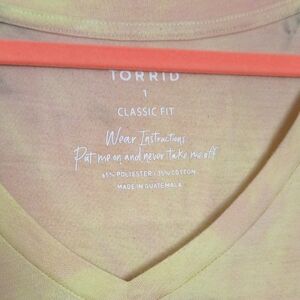 TORRID
1
CLASSIC FIT
Wear Instructions:
Put me on and never take me off
65% POLYESTER / 35% COTTON
MADE IN GUATEMALA